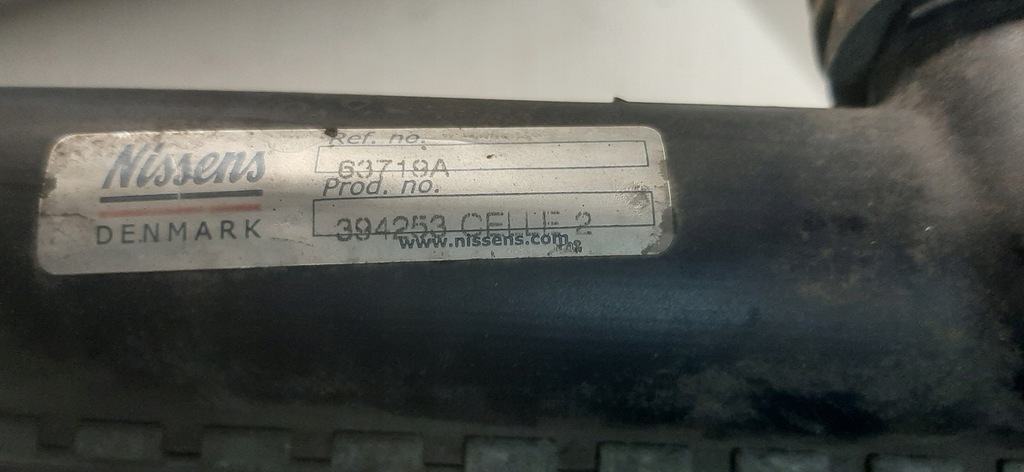 Nissens
DENMARK
Ref. no.
63719A
Prod. no.
394253 CELLE 2
www.nissens.com